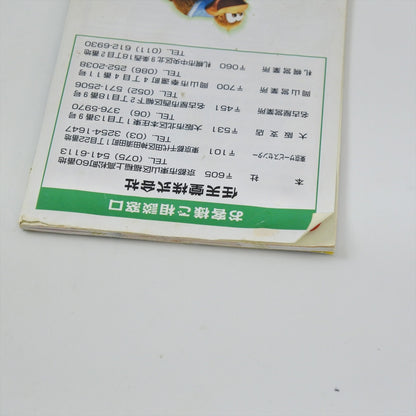 お客様ご相談窓口
任天堂株式会社
本社 〒605 京都市東山区福稲上高松町60番地
TEL. (075) 541-6113
東京サービスセンター 〒101 東京都千代田区神田須田町1丁目22番地
TEL. (03) 3254-1647
大阪支店 〒531 大阪市北区本庄東1丁目13番9号
TEL. (06) 376-5970
名古屋営業所 〒451 名古屋市西区幅下2丁目18番9号
TEL. (052) 571-2506
岡山営業所 〒700 岡山市奉還町4丁目4番11号
TEL. (086) 252-2038
札幌営業所 〒060 札幌市中央区北9条西18丁目2番地
TEL. (011) 612-6930